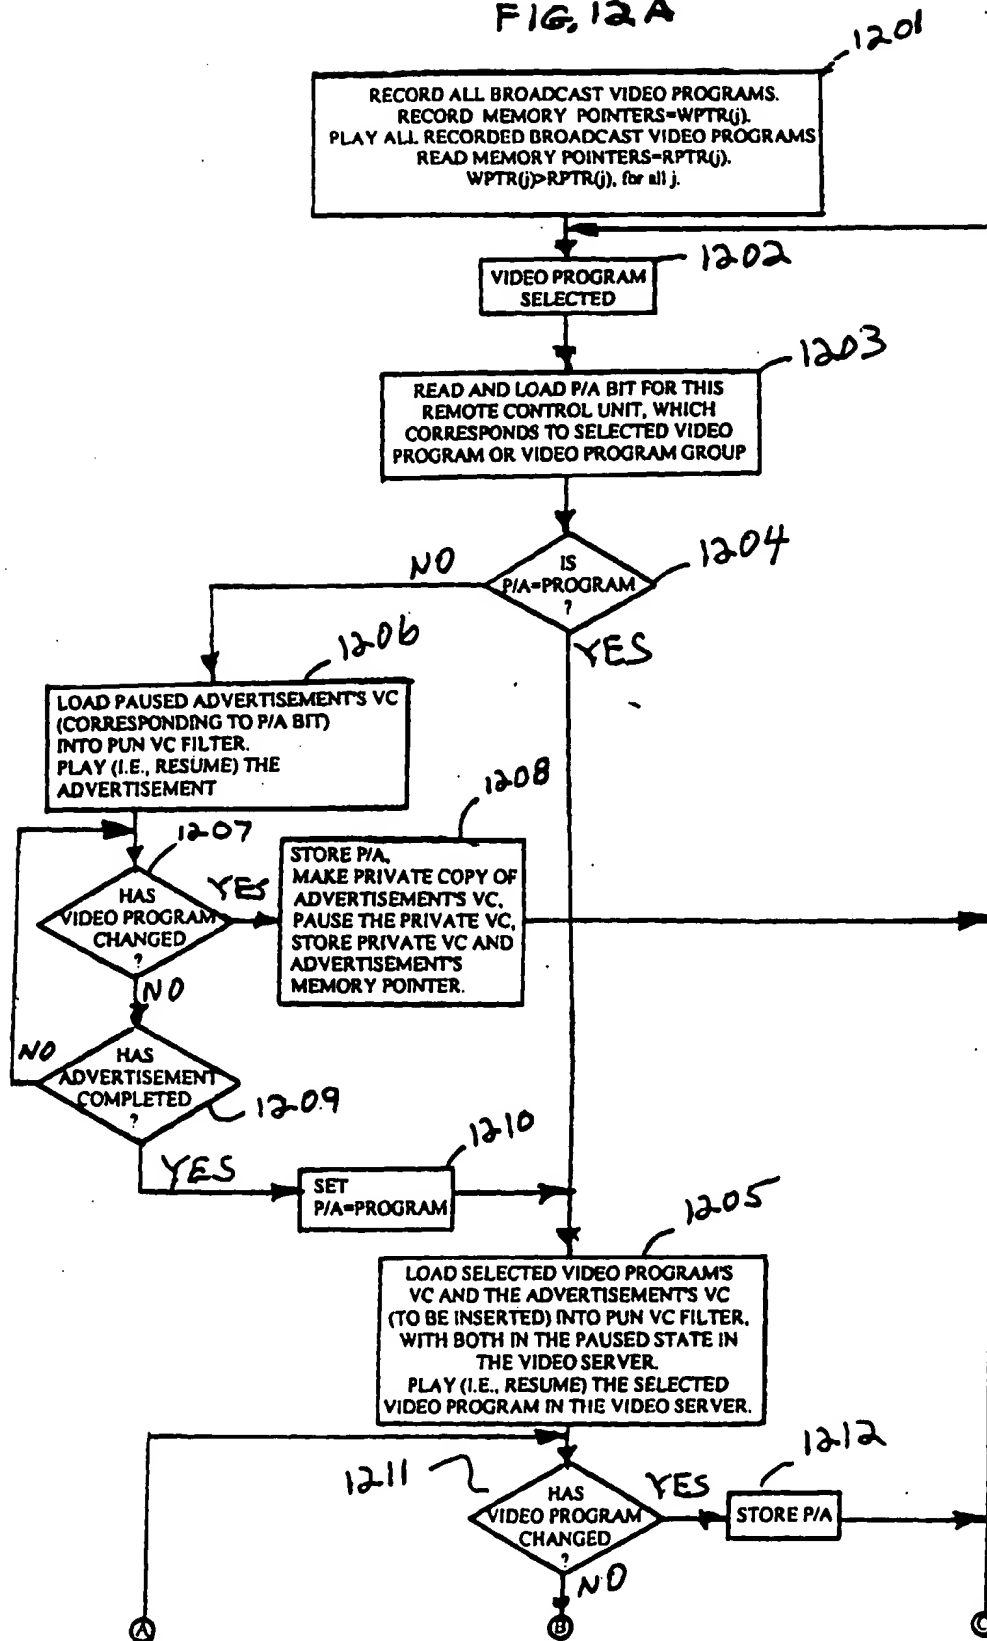 FIG. 12A
1201
RECORD ALL BROADCAST VIDEO PROGRAMS.
RECORD MEMORY POINTERS=WPTR(j).
PLAY ALL RECORDED BROADCAST VIDEO PROGRAMS
READ MEMORY POINTERS=RPTR(j).
WPTR(j)>RPTR(j), for all j.
1202
VIDEO PROGRAM
SELECTED
1203
READ AND LOAD P/A BIT FOR THIS
REMOTE CONTROL UNIT, WHICH
CORRESPONDS TO SELECTED VIDEO
PROGRAM OR VIDEO PROGRAM GROUP
1204
IS
P/A=PROGRAM
?
NO
YES
1206
LOAD PAUSED ADVERTISEMENT'S VC
(CORRESPONDING TO P/A BIT)
INTO PUN VC FILTER.
PLAY (I.E., RESUME) THE
ADVERTISEMENT
1207
HAS
VIDEO PROGRAM
CHANGED
?
YES
NO
1208
STORE P/A,
MAKE PRIVATE COPY OF
ADVERTISEMENT'S VC,
PAUSE THE PRIVATE VC,
STORE PRIVATE VC AND
ADVERTISEMENT'S
MEMORY POINTER.
NO
HAS
ADVERTISEMENT
COMPLETED
?
1209
YES
1210
SET
P/A=PROGRAM
1205
LOAD SELECTED VIDEO PROGRAM'S
VC AND THE ADVERTISEMENT'S VC
(TO BE INSERTED) INTO PUN VC FILTER,
WITH BOTH IN THE PAUSED STATE IN
THE VIDEO SERVER.
PLAY (I.E., RESUME) THE SELECTED
VIDEO PROGRAM IN THE VIDEO SERVER.
1211
HAS
VIDEO PROGRAM
CHANGED
?
YES
1212
STORE P/A
NO
A
B
C